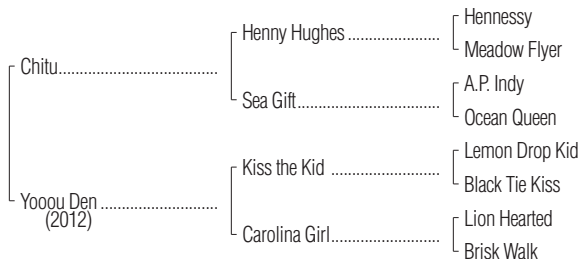 Hennessy
Henny Hughes
Meadow Flyer
Chitu
A.P. Indy
Sea Gift
Ocean Queen
Lemon Drop Kid
Kiss the Kid
Black Tie Kiss
Yooou Den
(2012)
Lion Hearted
Carolina Girl
Brisk Walk